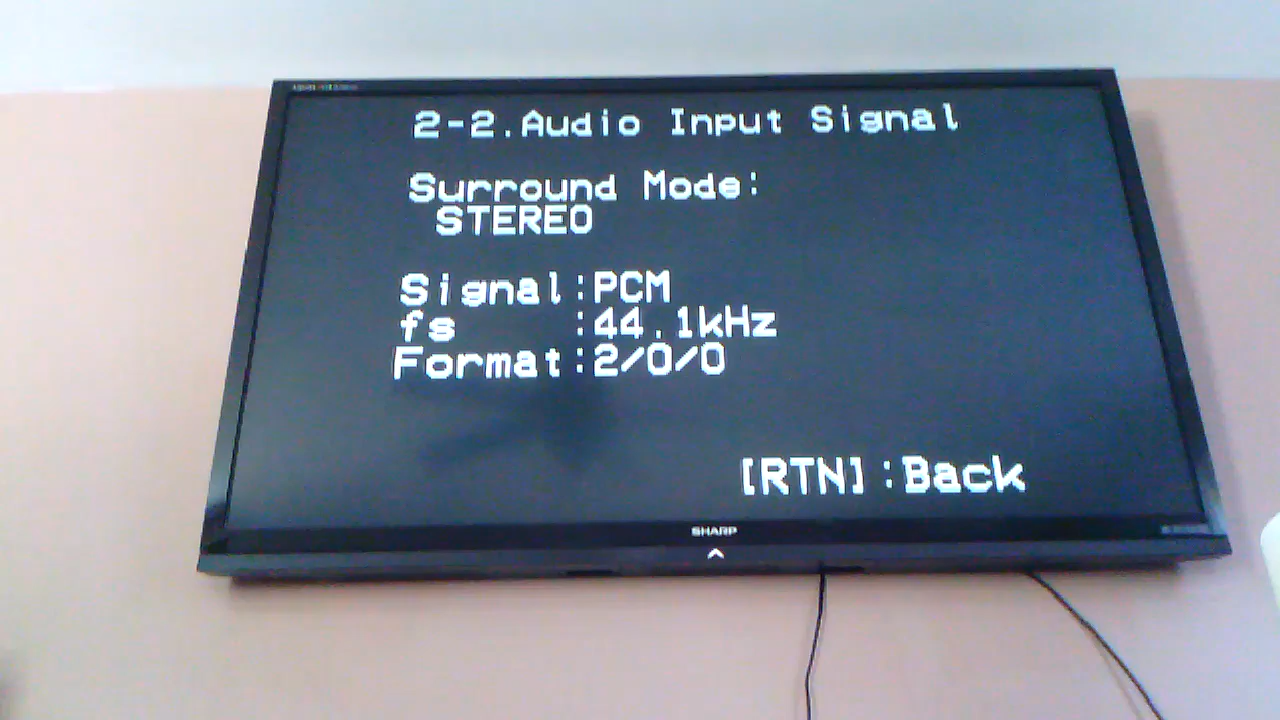 2-2.Audio Input Signal
Surround Mode:
STEREO
Signal:PCM
fs :44.1kHz
Format:2/0/0
[RTN]:Back
SHARP